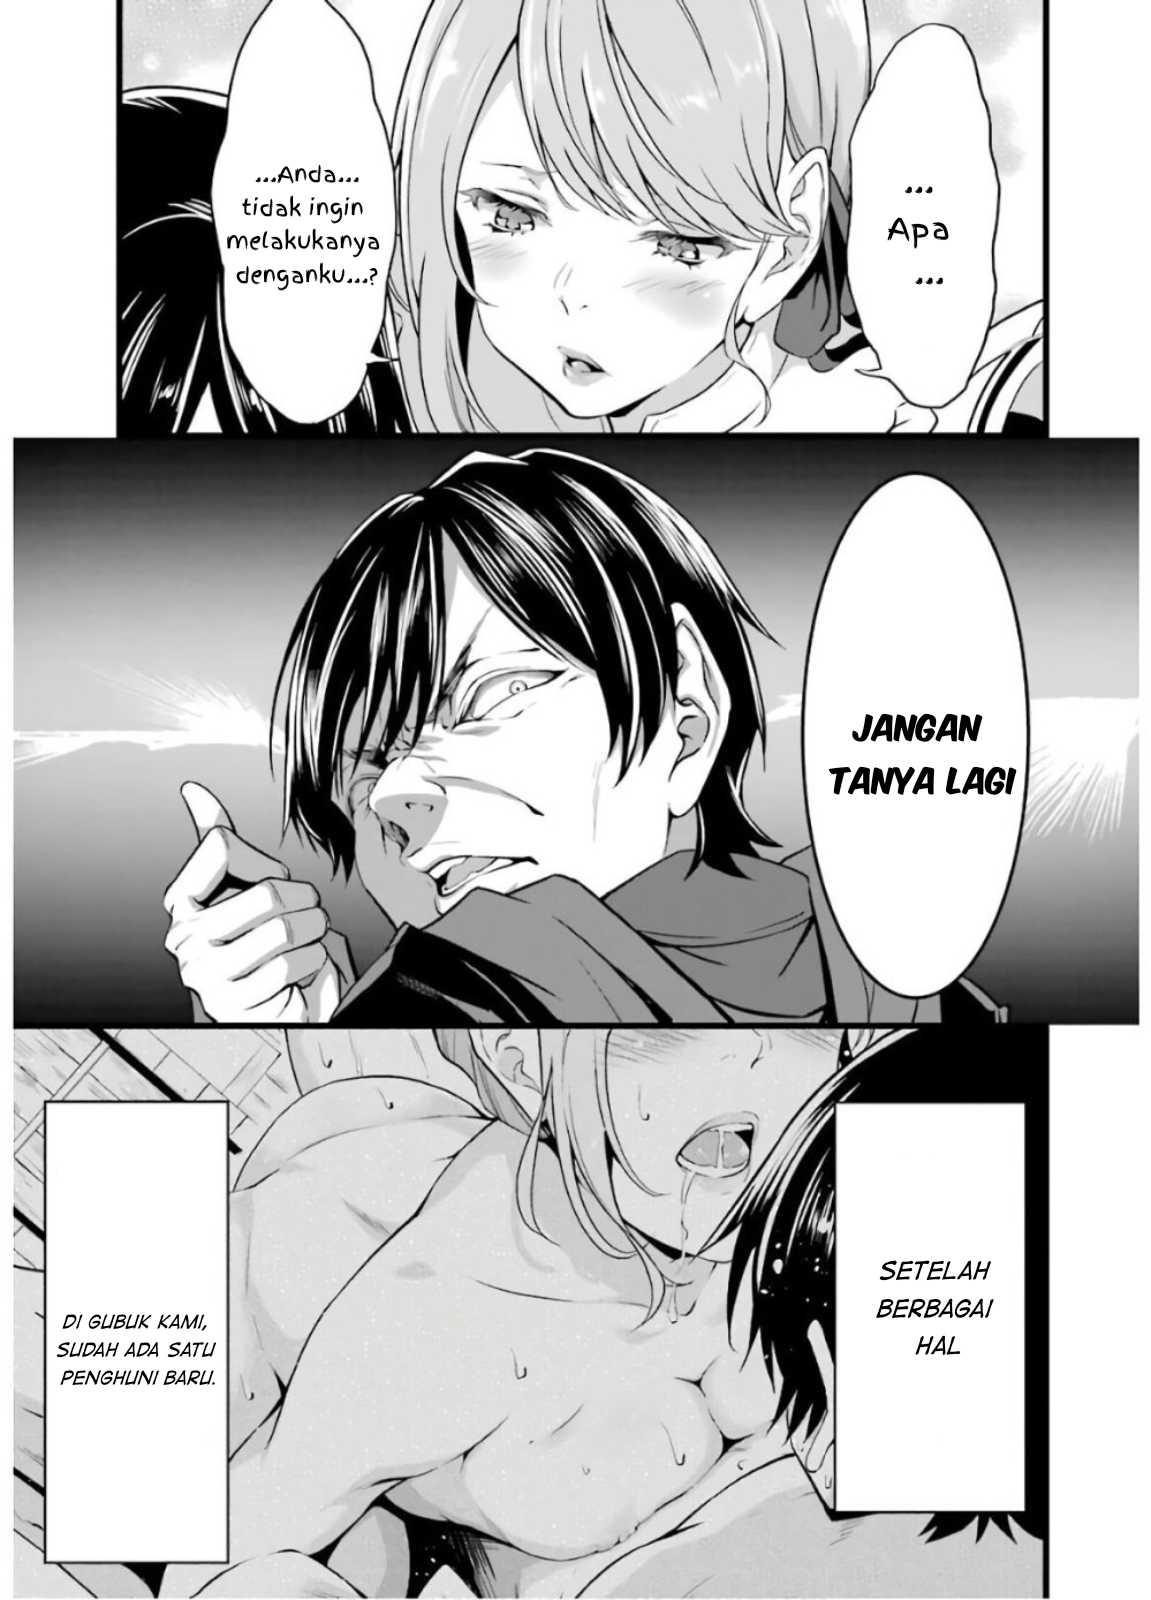 ...
Apa
...
...Anda...
tidak ingin
melakukanya
denganku...?
JANGAN
TANYA LAGI
SETELAH
BERBAGAI
HAL
DI GUBUK KAMI,
SUDAH ADA SATU
PENGHUNI BARU.